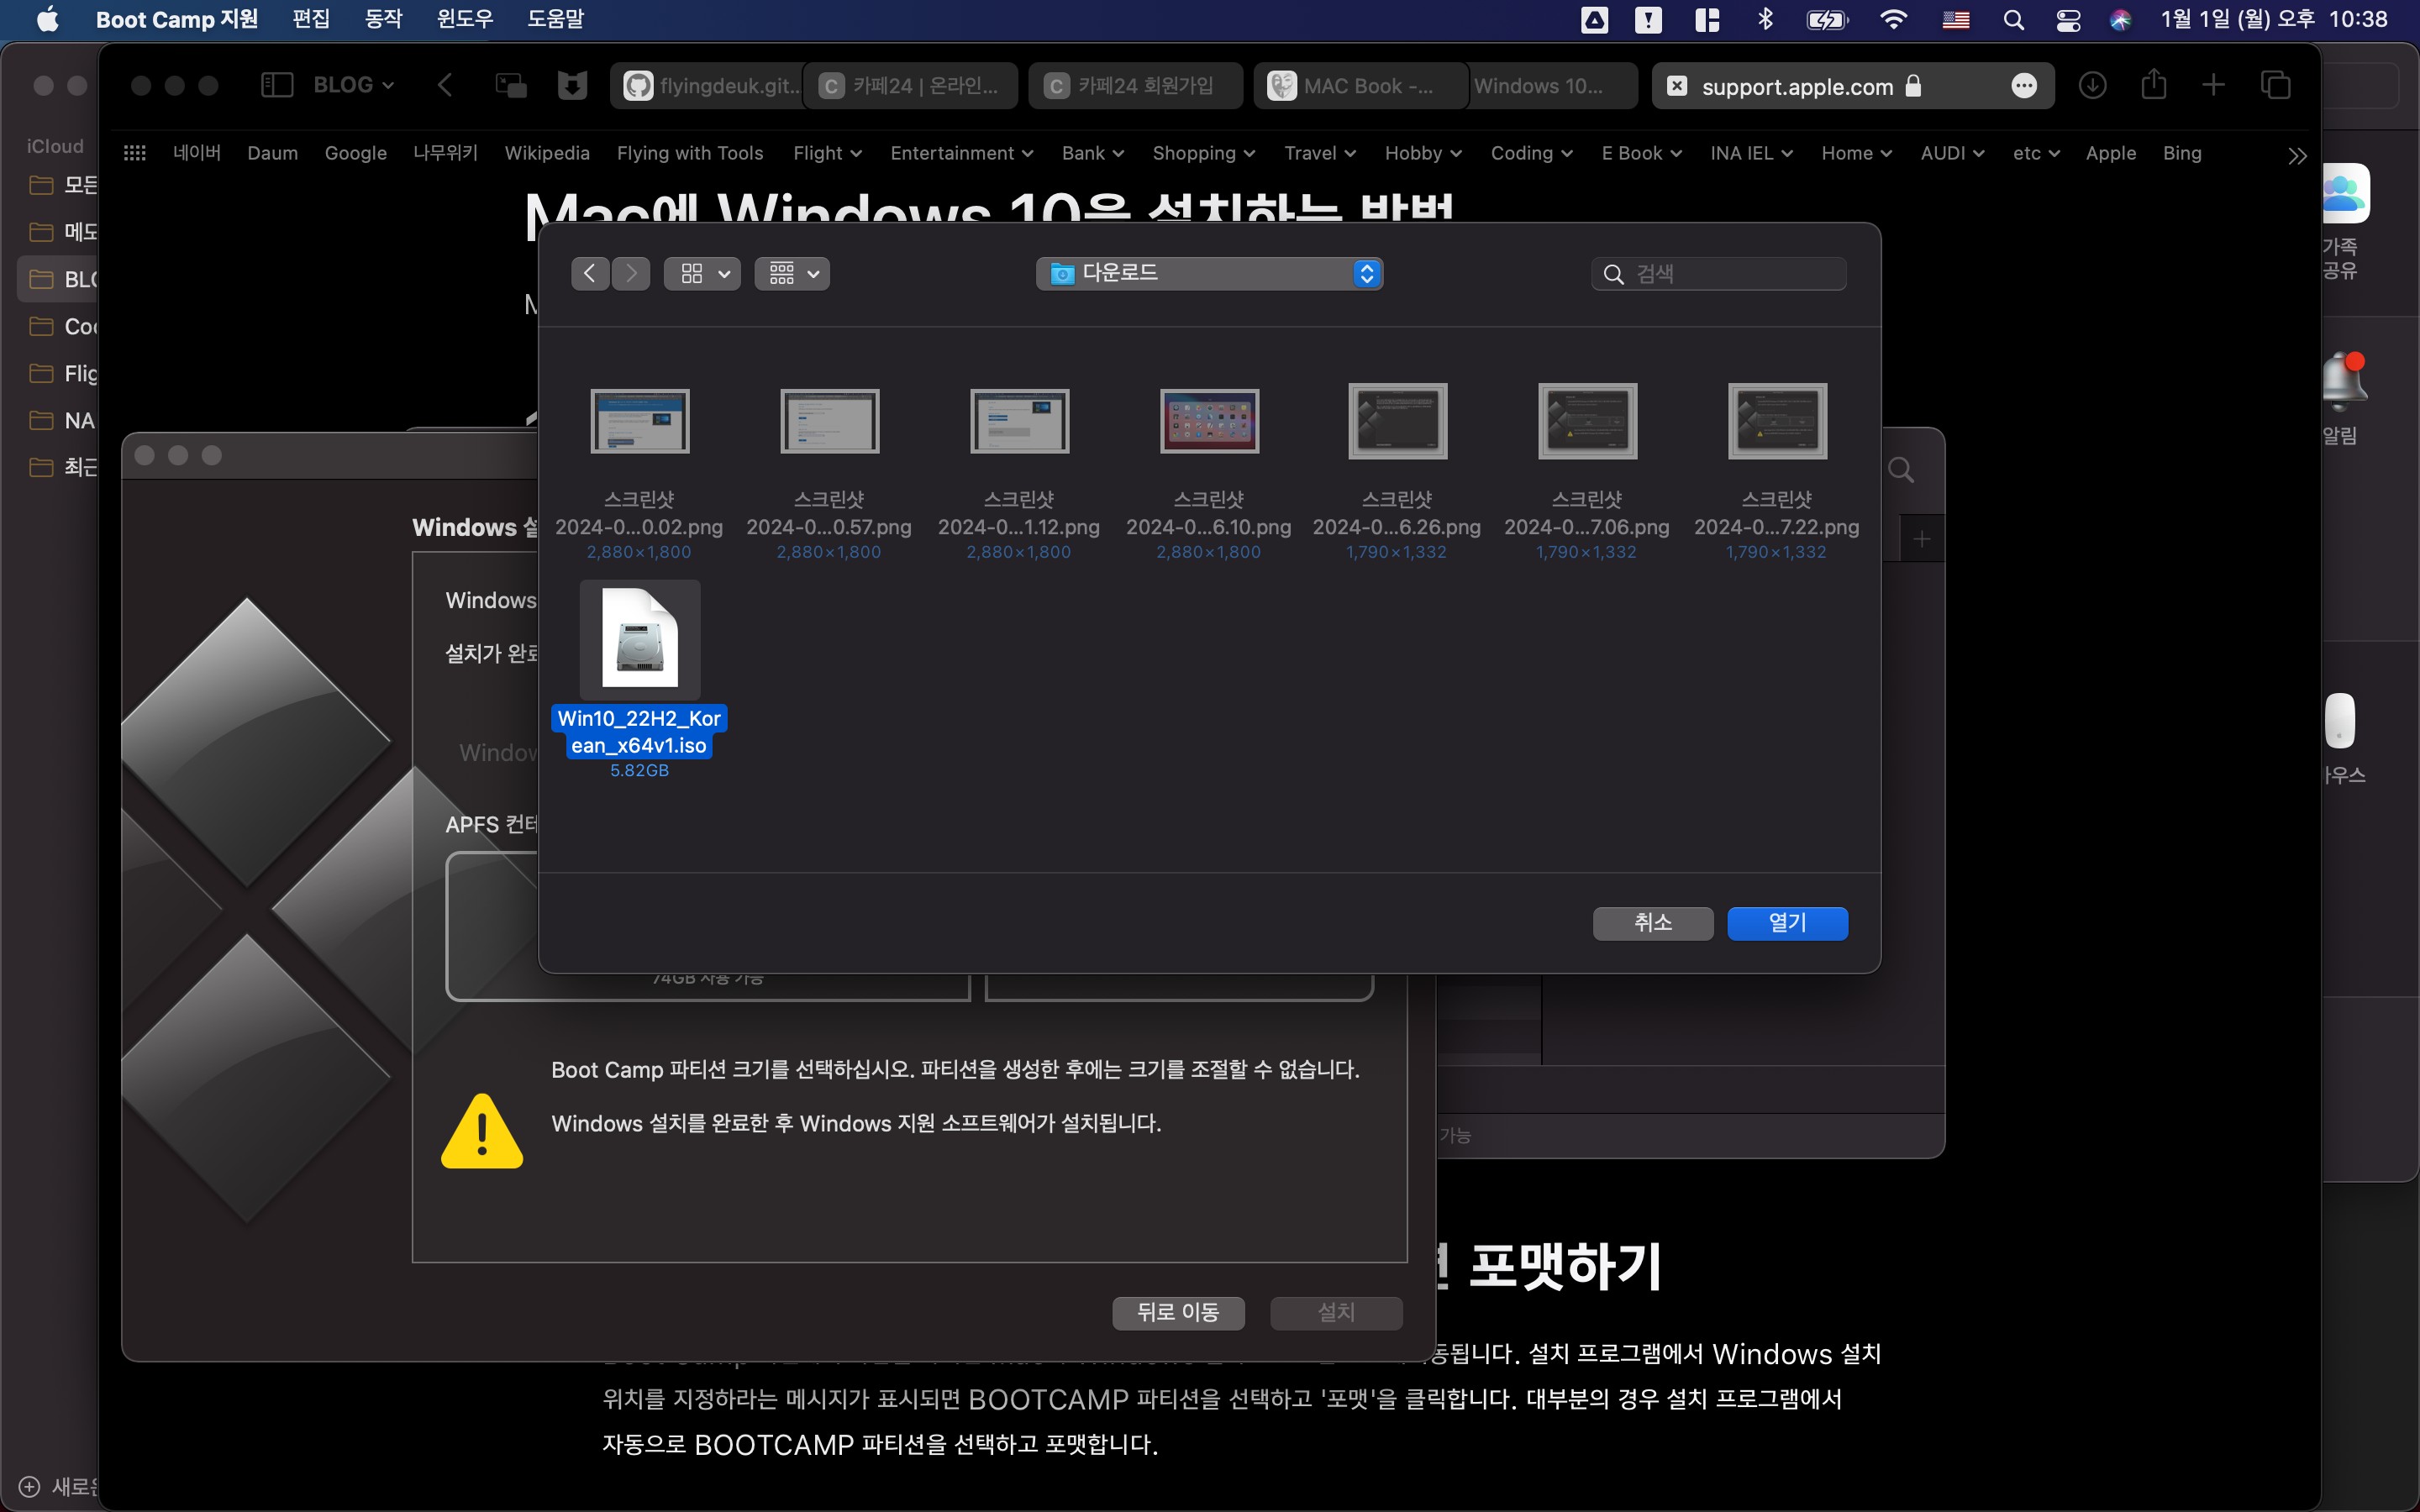 Boot Camp 지원 편집 동작 윈도우 도움말 1월 1일 (월) 오후 10:38
BLOG flyingdeuk.git... C 카페24 | 온라인... C 카페24 회원가입 MAC Book -... Windows 10... support.apple.com
네이버 Daum Google 나무위키 Wikipedia Flying with Tools Flight Entertainment Bank Shopping Travel Hobby Coding E Book INA IEL Home AUDI etc Apple Bing
iCloud
모든
메모
BLO
Coc
Flig
NA
최근
새로운
Mac에 Windows 10을 설치하는 방법
M
다운로드
검색
스크린샷
2024-0...0.02.png
2,880×1,800
스크린샷
2024-0...0.57.png
2,880×1,800
스크린샷
2024-0...1.12.png
2,880×1,800
스크린샷
2024-0...6.10.png
2,880×1,800
스크린샷
2024-0...6.26.png
1,790×1,332
스크린샷
2024-0...7.06.png
1,790×1,332
스크린샷
2024-0...7.22.png
1,790×1,332
Win10_22H2_Kor
ean_x64v1.iso
5.82GB
취소 열기
Windows 설
Windows
설치가 완료
Window
APFS 컨테
74GB 사용 가능
Boot Camp 파티션 크기를 선택하십시오. 파티션을 생성한 후에는 크기를 조절할 수 없습니다.
Windows 설치를 완료한 후 Windows 지원 소프트웨어가 설치됩니다.
뒤로 이동 설치
가족
공유
알림
마우스
가능
포맷하기
동됩니다. 설치 프로그램에서 Windows 설치
위치를 지정하라는 메시지가 표시되면 BOOTCAMP 파티션을 선택하고 '포맷'을 클릭합니다. 대부분의 경우 설치 프로그램에서
자동으로 BOOTCAMP 파티션을 선택하고 포맷합니다.